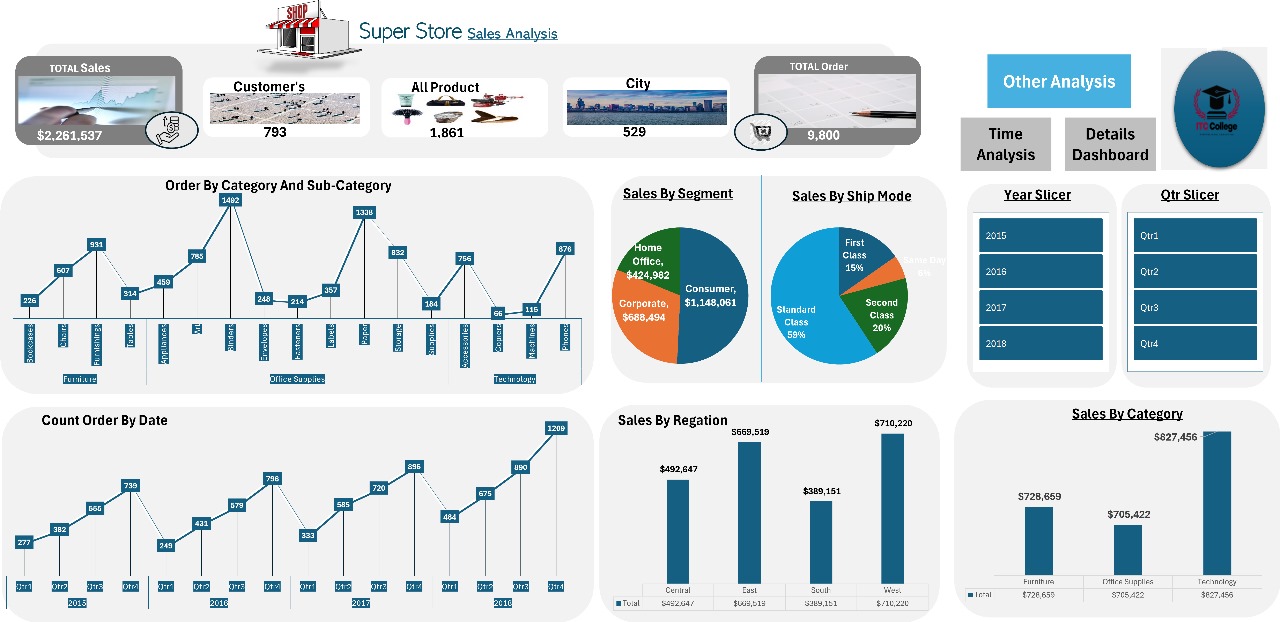 SHOP
Super Store Sales Analysis
TOTAL Sales
$2,261,537
Customer's
793
All Product
1,861
City
529
TOTAL Order
9,800
Other Analysis
Time
Analysis
Details
Dashboard
ITC College
Order By Category And Sub-Category
226
607
931
314
459
785
1492
248
214
357
1338
832
184
756
66
115
876
Bookcases
Chairs
Furnishings
Tables
Appliances
Art
Binders
Envelopes
Fasteners
Labels
Paper
Storage
Supplies
Accessories
Copiers
Machines
Phones
Furniture
Office Supplies
Technology
Sales By Segment
Home
Office,
$424,982
Consumer,
$1,148,061
Corporate,
$688,494
Sales By Ship Mode
First
Class
15%
Same Day
Second
Class
20%
Standard
Class
59%
Year Slicer
2015
2016
2017
2018
Qtr Slicer
Qtr1
Qtr2
Qtr3
Qtr4
Count Order By Date
277
382
739
249
431
579
796
333
585
720
896
484
675
890
1209
Qtr1 Qtr2 Qtr3 Qtr4 Qtr1 Qtr2 Qtr3 Qtr4 Qtr1 Qtr2 Qtr3 Qtr4 Qtr1 Qtr2 Qtr3 Qtr4
2015 2016 2017 2018
Sales By Regation
$492,647
$669,519
$389,151
$710,220
Central East South West
Total $492,647 $669,519 $389,151 $710,220
Sales By Category
$728,659
$705,422
$827,456
Furniture Office Supplies Technology
Total $728,659 $705,422 $827,456